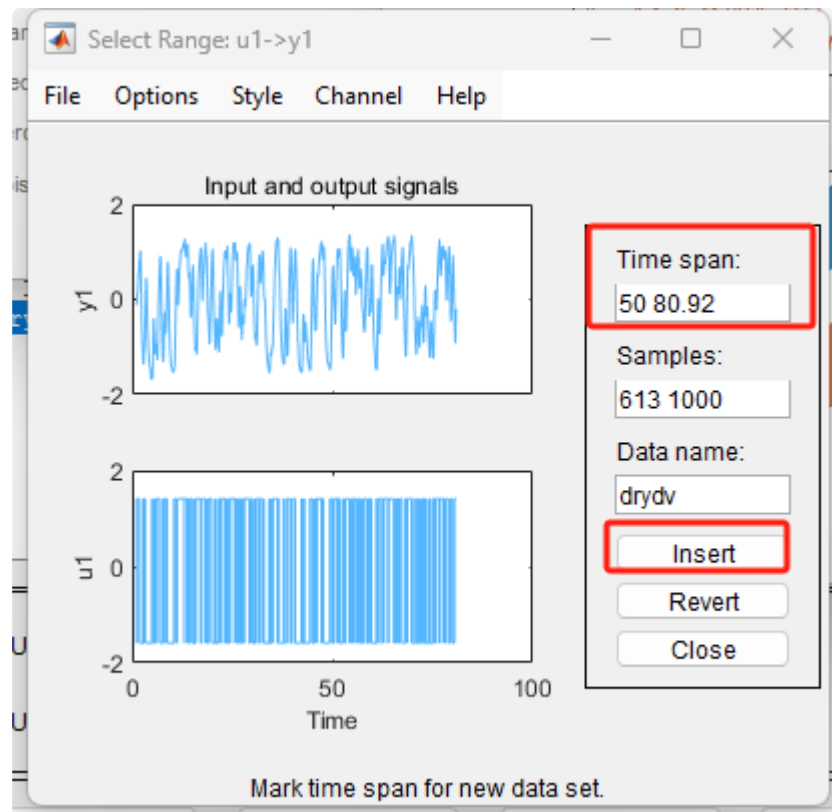 Select Range: u1->y1
File Options Style Channel Help
Input and output signals
2
0
-2
y1
2
0
-2
u1
0 50 100
Time
Time span:
50 80.92
Samples:
613 1000
Data name:
drydv
Insert
Revert
Close
Mark time span for new data set.